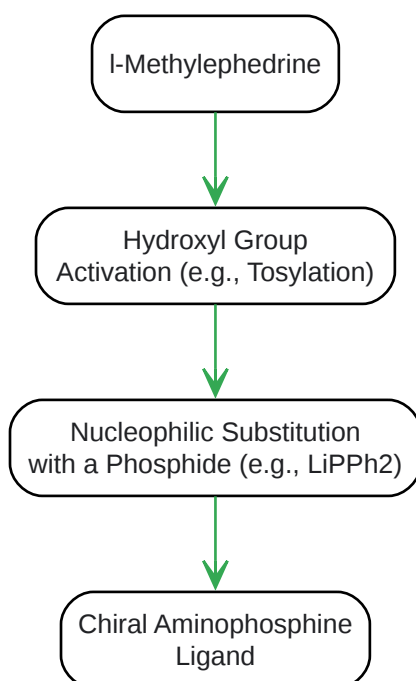 l-Methylephedrine
Hydroxyl Group
Activation (e.g., Tosylation)
Nucleophilic Substitution
with a Phosphide (e.g., LiPPh2)
Chiral Aminophosphine
Ligand